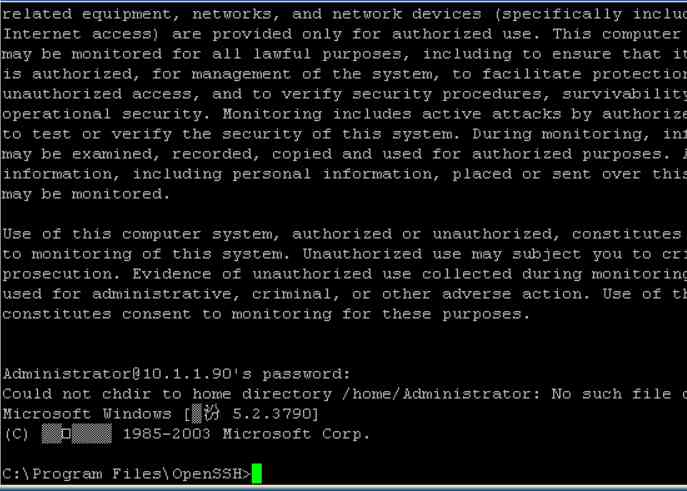 related equipment, networks, and network devices (specifically includ
Internet access) are provided only for authorized use. This computer
may be monitored for all lawful purposes, including to ensure that it
is authorized, for management of the system, to facilitate protection
unauthorized access, and to verify security procedures, survivability
operational security. Monitoring includes active attacks by authorize
to test or verify the security of this system. During monitoring, inf
may be examined, recorded, copied and used for authorized purposes.
information, including personal information, placed or sent over this
may be monitored.
Use of this computer system, authorized or unauthorized, constitutes
to monitoring of this system. Unauthorized use may subject you to cri
prosecution. Evidence of unauthorized use collected during monitoring
used for administrative, criminal, or other adverse action. Use of th
constitutes consent to monitoring for these purposes.
Administrator@10.1.1.90's password:
Could not chdir to home directory /home/Administrator: No such file
Microsoft Windows [ 5.2.3790]
(C) 1985-2003 Microsoft Corp.
C:\Program Files\OpenSSH>